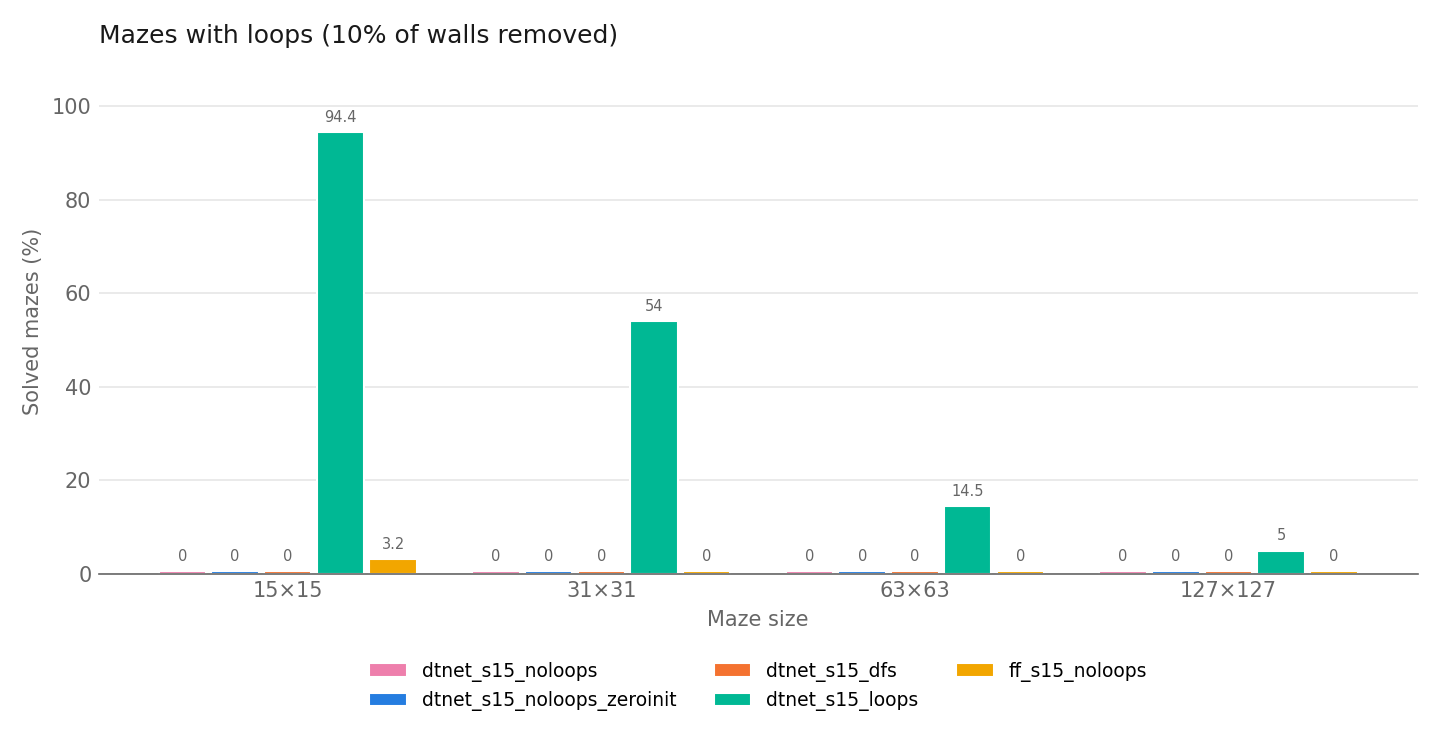 Mazes with loops (10% of walls removed)
100
80
60
40
20
0
Solved mazes (%)
0 0 0 94.4 3.2
0 0 0 54 0
0 0 0 14.5 0
0 0 0 5 0
15×15 31×31 63×63 127×127
Maze size
dtnet_s15_noloops dtnet_s15_dfs ff_s15_noloops
dtnet_s15_noloops_zeroinit dtnet_s15_loops